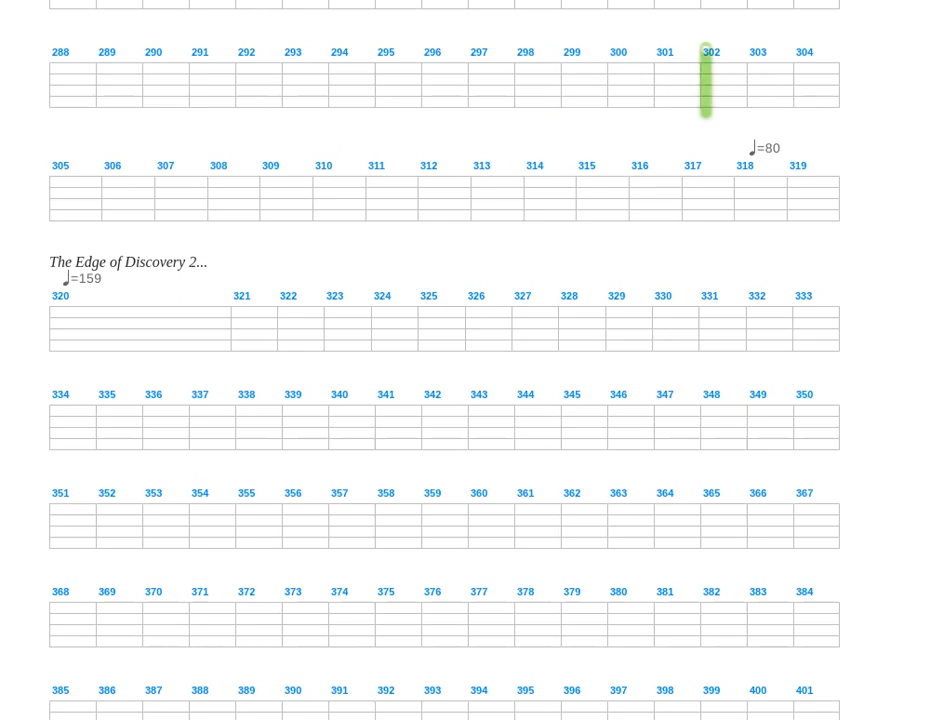 288 289 290 291 292 293 294 295 296 297 298 299 300 301 302 303 304
♩=80
305 306 307 308 309 310 311 312 313 314 315 316 317 318 319
The Edge of Discovery 2...
♩=159
320 321 322 323 324 325 326 327 328 329 330 331 332 333
334 335 336 337 338 339 340 341 342 343 344 345 346 347 348 349 350
351 352 353 354 355 356 357 358 359 360 361 362 363 364 365 366 367
368 369 370 371 372 373 374 375 376 377 378 379 380 381 382 383 384
385 386 387 388 389 390 391 392 393 394 395 396 397 398 399 400 401